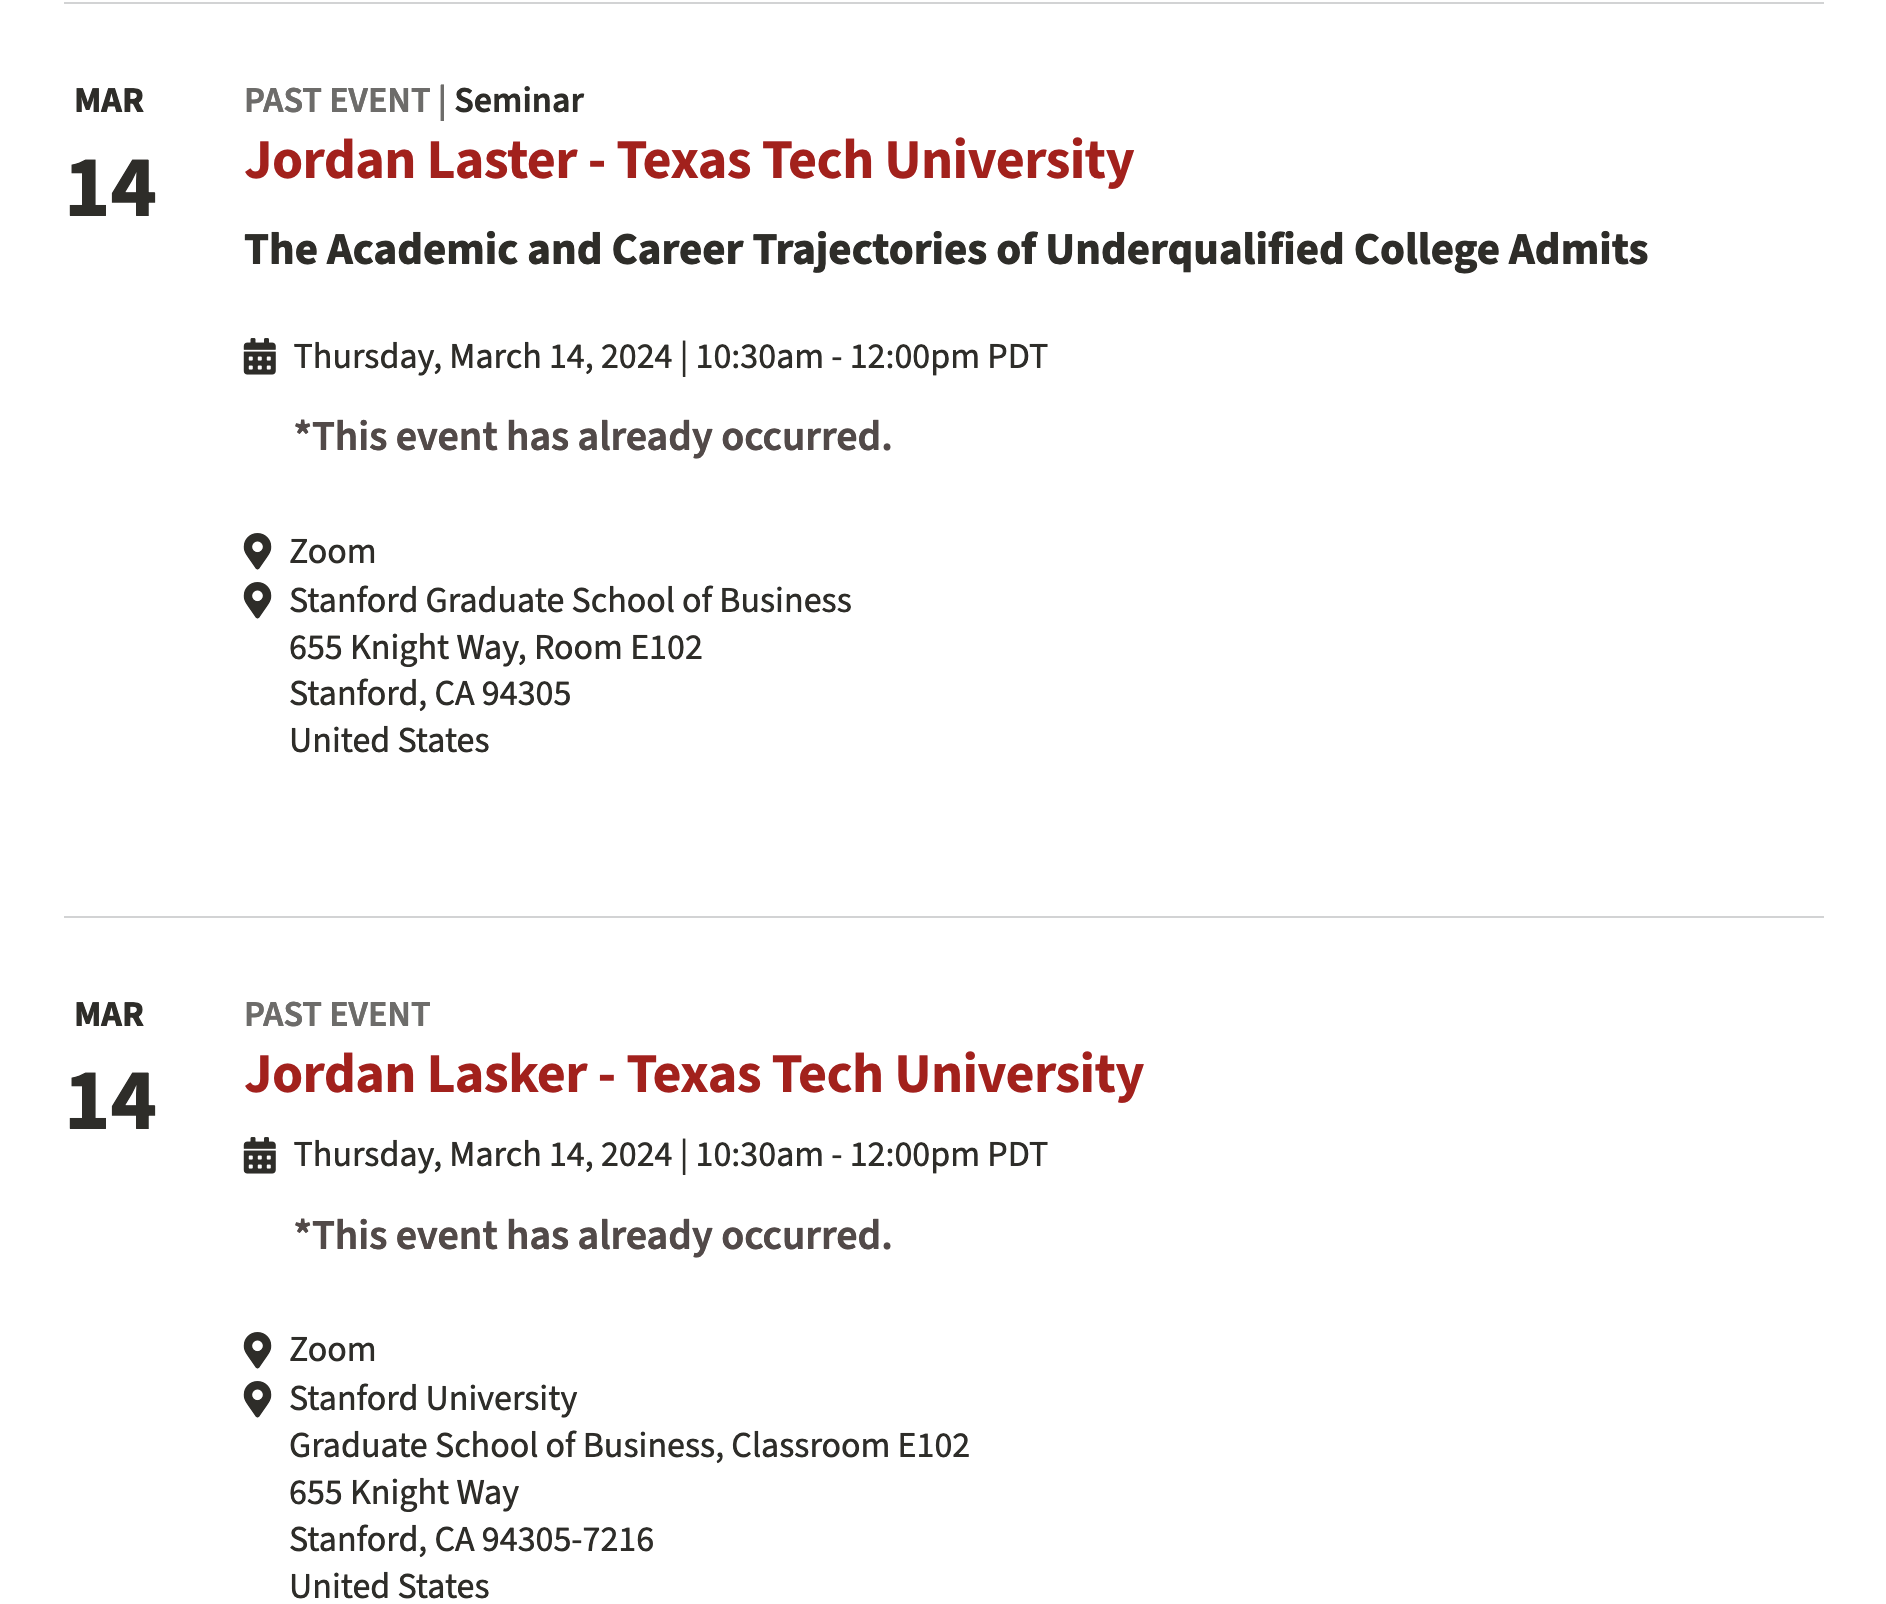 MAR
14
PAST EVENT | Seminar
Jordan Laster - Texas Tech University
The Academic and Career Trajectories of Underqualified College Admits
Thursday, March 14, 2024 | 10:30am - 12:00pm PDT
*This event has already occurred.
Zoom
Stanford Graduate School of Business
655 Knight Way, Room E102
Stanford, CA 94305
United States
MAR
14
PAST EVENT
Jordan Lasker - Texas Tech University
Thursday, March 14, 2024 | 10:30am - 12:00pm PDT
*This event has already occurred.
Zoom
Stanford University
Graduate School of Business, Classroom E102
655 Knight Way
Stanford, CA 94305-7216
United States